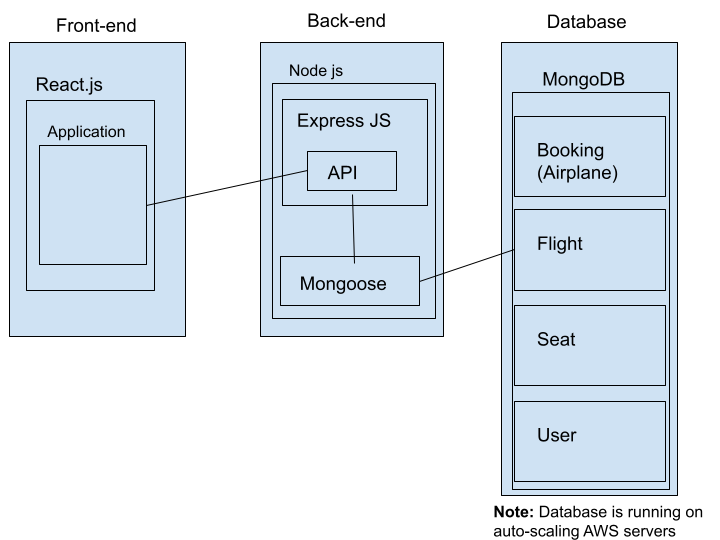 Front-end
Back-end
Database
React.js
Application
Node js
Express JS
API
Mongoose
MongoDB
Booking
(Airplane)
Flight
Seat
User
Note: Database is running on
auto-scaling AWS servers